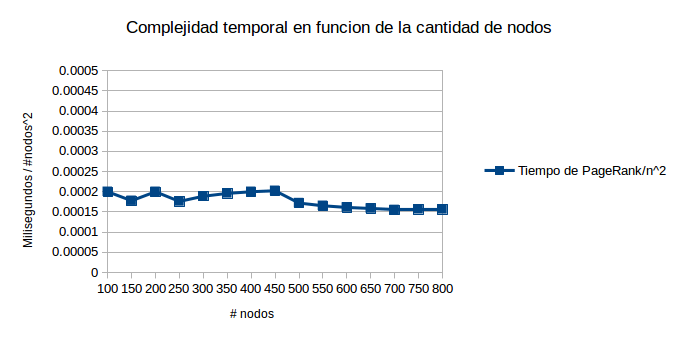 Complejidad temporal en funcion de la cantidad de nodos
Milisegundos / #nodos^2
0.0005
0.00045
0.0004
0.00035
0.0003
0.00025
0.0002
0.00015
0.0001
0.00005
0
100 150 200 250 300 350 400 450 500 550 600 650 700 750 800
# nodos
Tiempo de PageRank/n^2